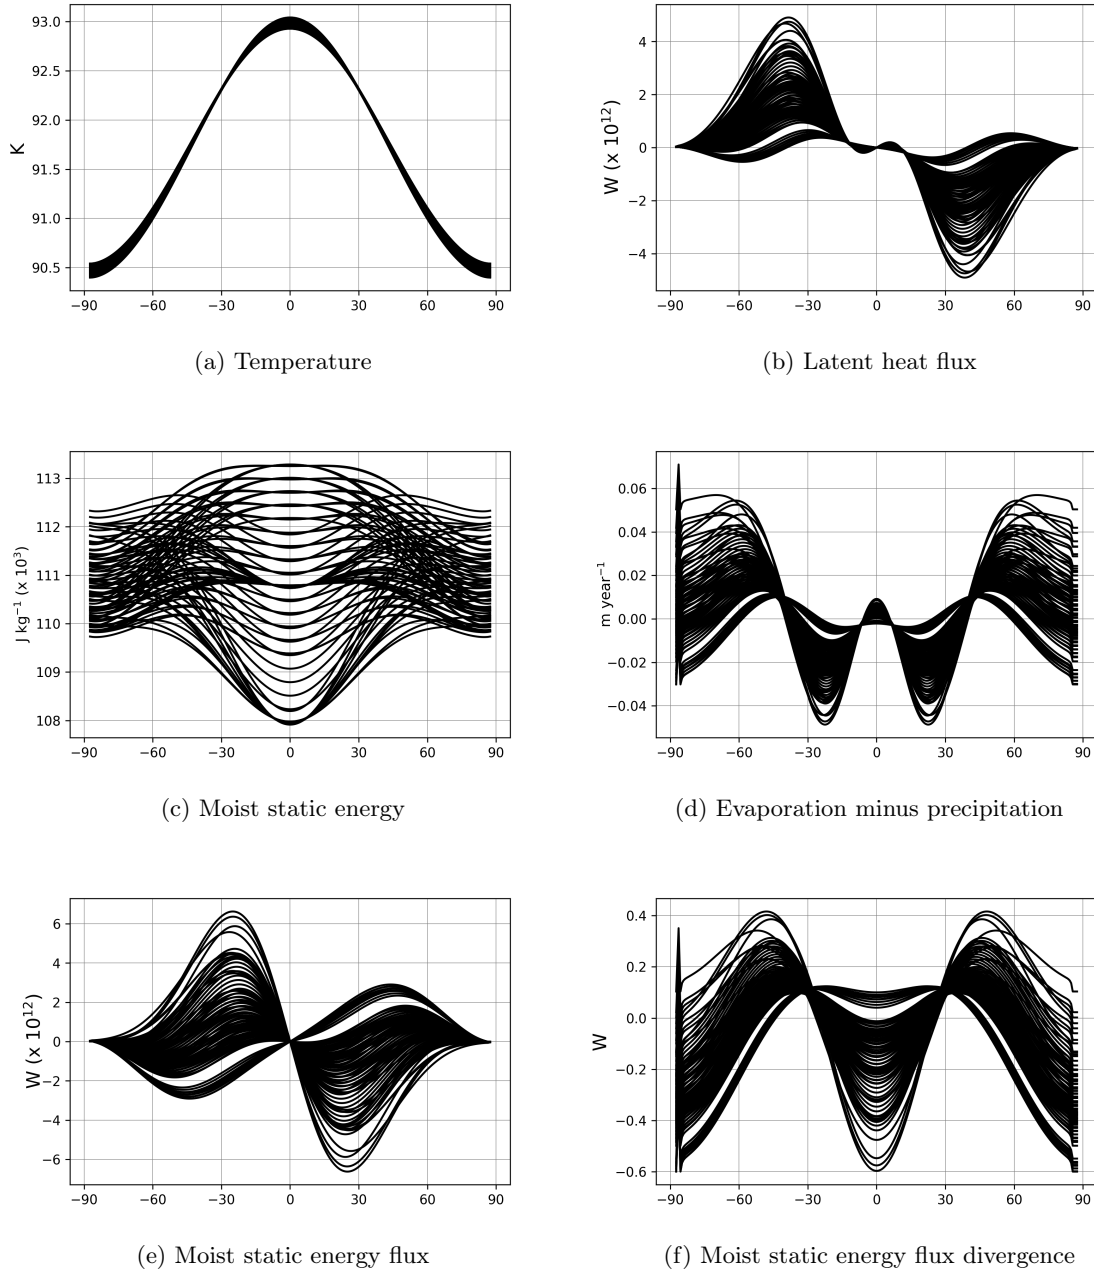 93.0
92.5
92.0
91.5
91.0
90.5
K
−90 −60 −30 0 30 60 90
(a) Temperature
4
2
0
−2
−4
W (x 10¹²)
−90 −60 −30 0 30 60 90
(b) Latent heat flux
113
112
111
110
109
108
J kg⁻¹ (x 10³)
−90 −60 −30 0 30 60 90
(c) Moist static energy
0.06
0.04
0.02
0.00
−0.02
−0.04
m year⁻¹
−90 −60 −30 0 30 60 90
(d) Evaporation minus precipitation
6
4
2
0
−2
−4
−6
W (x 10¹²)
−90 −60 −30 0 30 60 90
(e) Moist static energy flux
0.4
0.2
0.0
−0.2
−0.4
−0.6
W
−90 −60 −30 0 30 60 90
(f) Moist static energy flux divergence